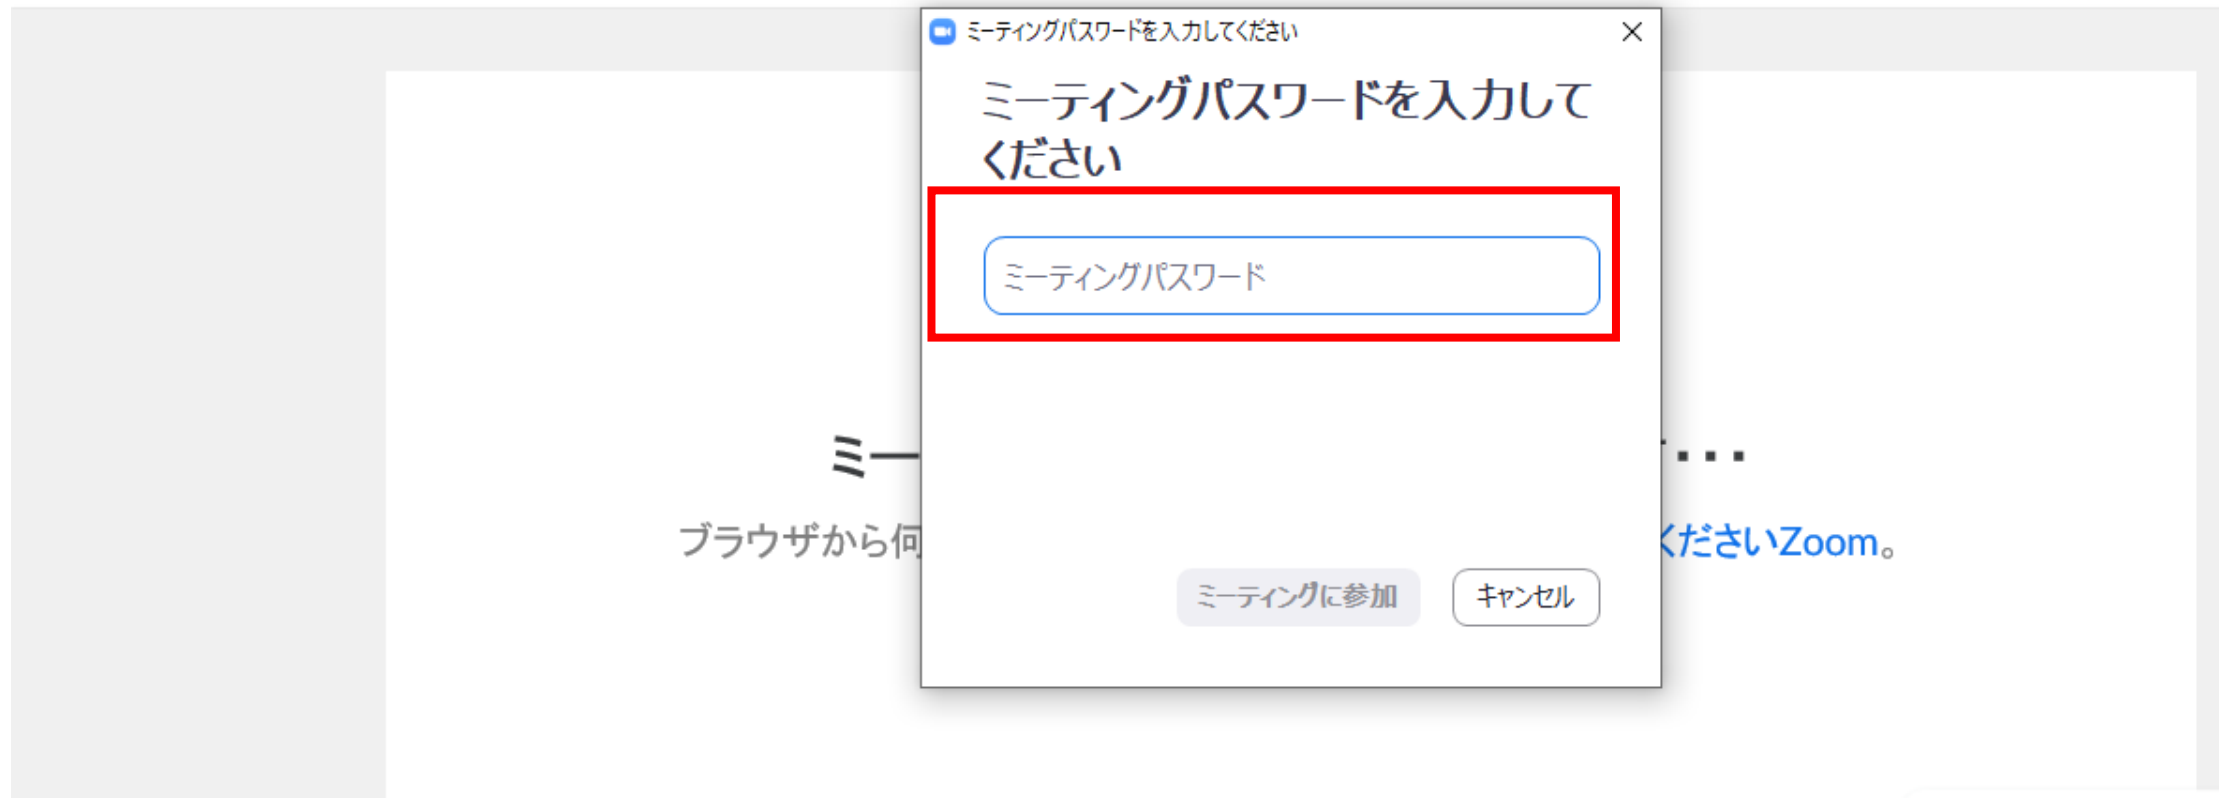 ミーティングパスワードを入力してください
ミーティングパスワードを入力して
ください
ミーティングパスワード
ミー ・・・
ブラウザから何 くださいZoom。
ミーティングに参加 キャンセル